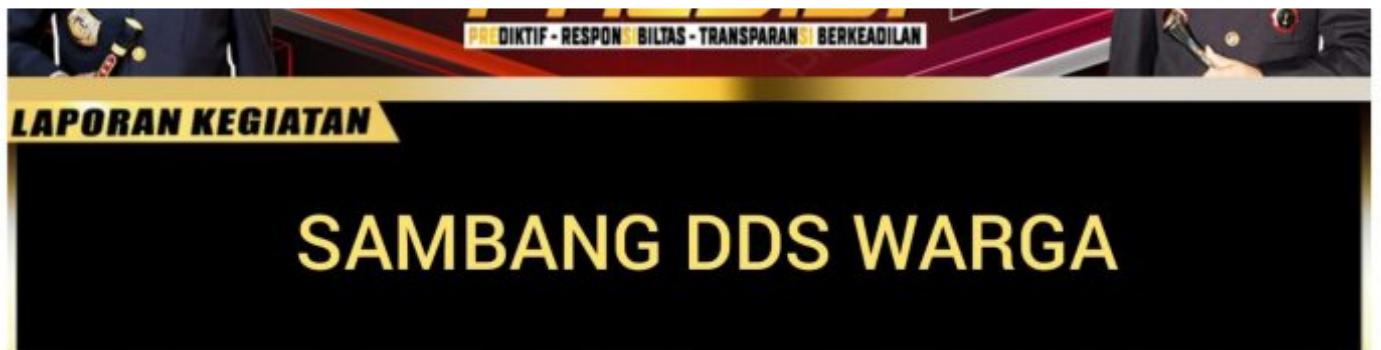 PREDIKTIF - RESPONSIBILTAS - TRANSPARANSI BERKEADILAN
LAPORAN KEGIATAN
SAMBANG DDS WARGA